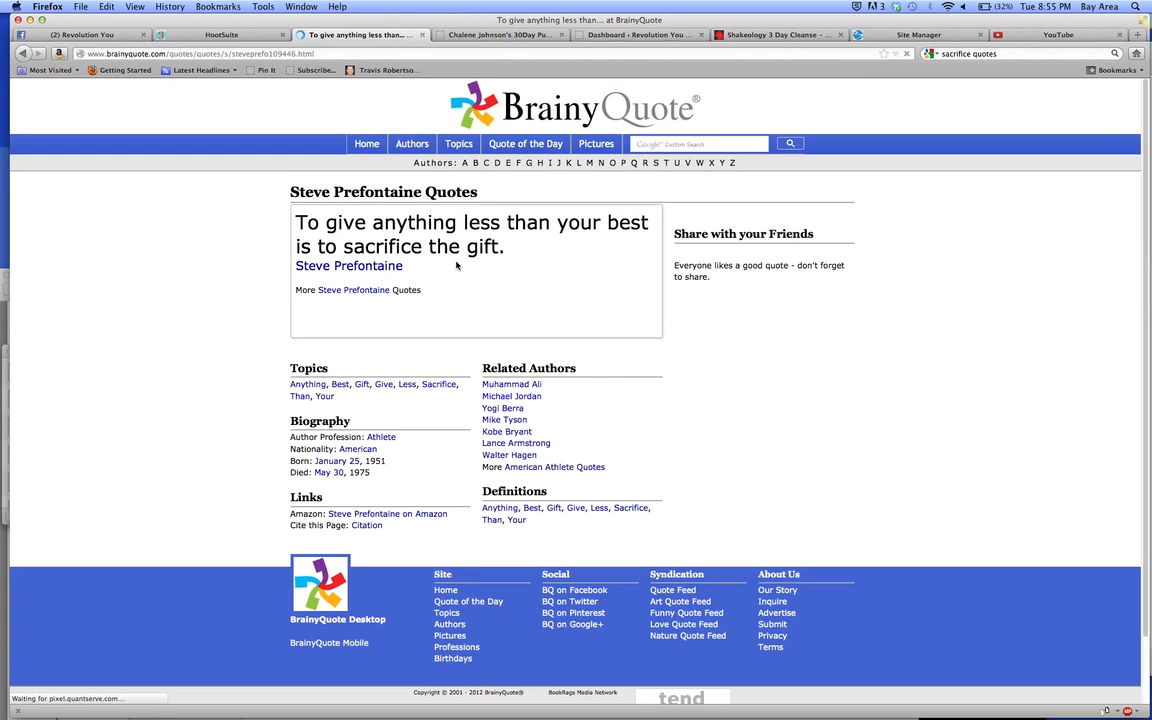 Firefox File Edit View History Bookmarks Tools Window Help 3 (32%) Tue 8:55 PM Bay Area
To give anything less than... at BrainyQuote
(2) Revolution You HootSuite To give anything less than... Chalene Johnson's 30Day Pu... Dashboard ‹ Revolution You ... Shakeology 3 Day Cleanse - ... Site Manager YouTube
www.brainyquote.com/quotes/quotes/s/steveprefo109446.html sacrifice quotes
Most Visited Getting Started Latest Headlines Pin It Subscribe... Travis Robertso... Bookmarks
BrainyQuote®
Home Authors Topics Quote of the Day Pictures Google™ Custom Search
Authors: A B C D E F G H I J K L M N O P Q R S T U V W X Y Z
Steve Prefontaine Quotes
To give anything less than your best
is to sacrifice the gift.
Steve Prefontaine
More Steve Prefontaine Quotes
Share with your Friends
Everyone likes a good quote - don't forget
to share.
Topics
Anything, Best, Gift, Give, Less, Sacrifice,
Than, Your
Biography
Author Profession: Athlete
Nationality: American
Born: January 25, 1951
Died: May 30, 1975
Links
Amazon: Steve Prefontaine on Amazon
Cite this Page: Citation
Related Authors
Muhammad Ali
Michael Jordan
Yogi Berra
Mike Tyson
Kobe Bryant
Lance Armstrong
Walter Hagen
More American Athlete Quotes
Definitions
Anything, Best, Gift, Give, Less, Sacrifice,
Than, Your
BrainyQuote Desktop
BrainyQuote Mobile
Site
Home
Quote of the Day
Topics
Authors
Pictures
Professions
Birthdays
Social
BQ on Facebook
BQ on Twitter
BQ on Pinterest
BQ on Google+
Syndication
Quote Feed
Art Quote Feed
Funny Quote Feed
Love Quote Feed
Nature Quote Feed
About Us
Our Story
Inquire
Advertise
Submit
Privacy
Terms
Waiting for pixel.quantserve.com...
Copyright © 2001 - 2012 BrainyQuote® BookRags Media Network tend